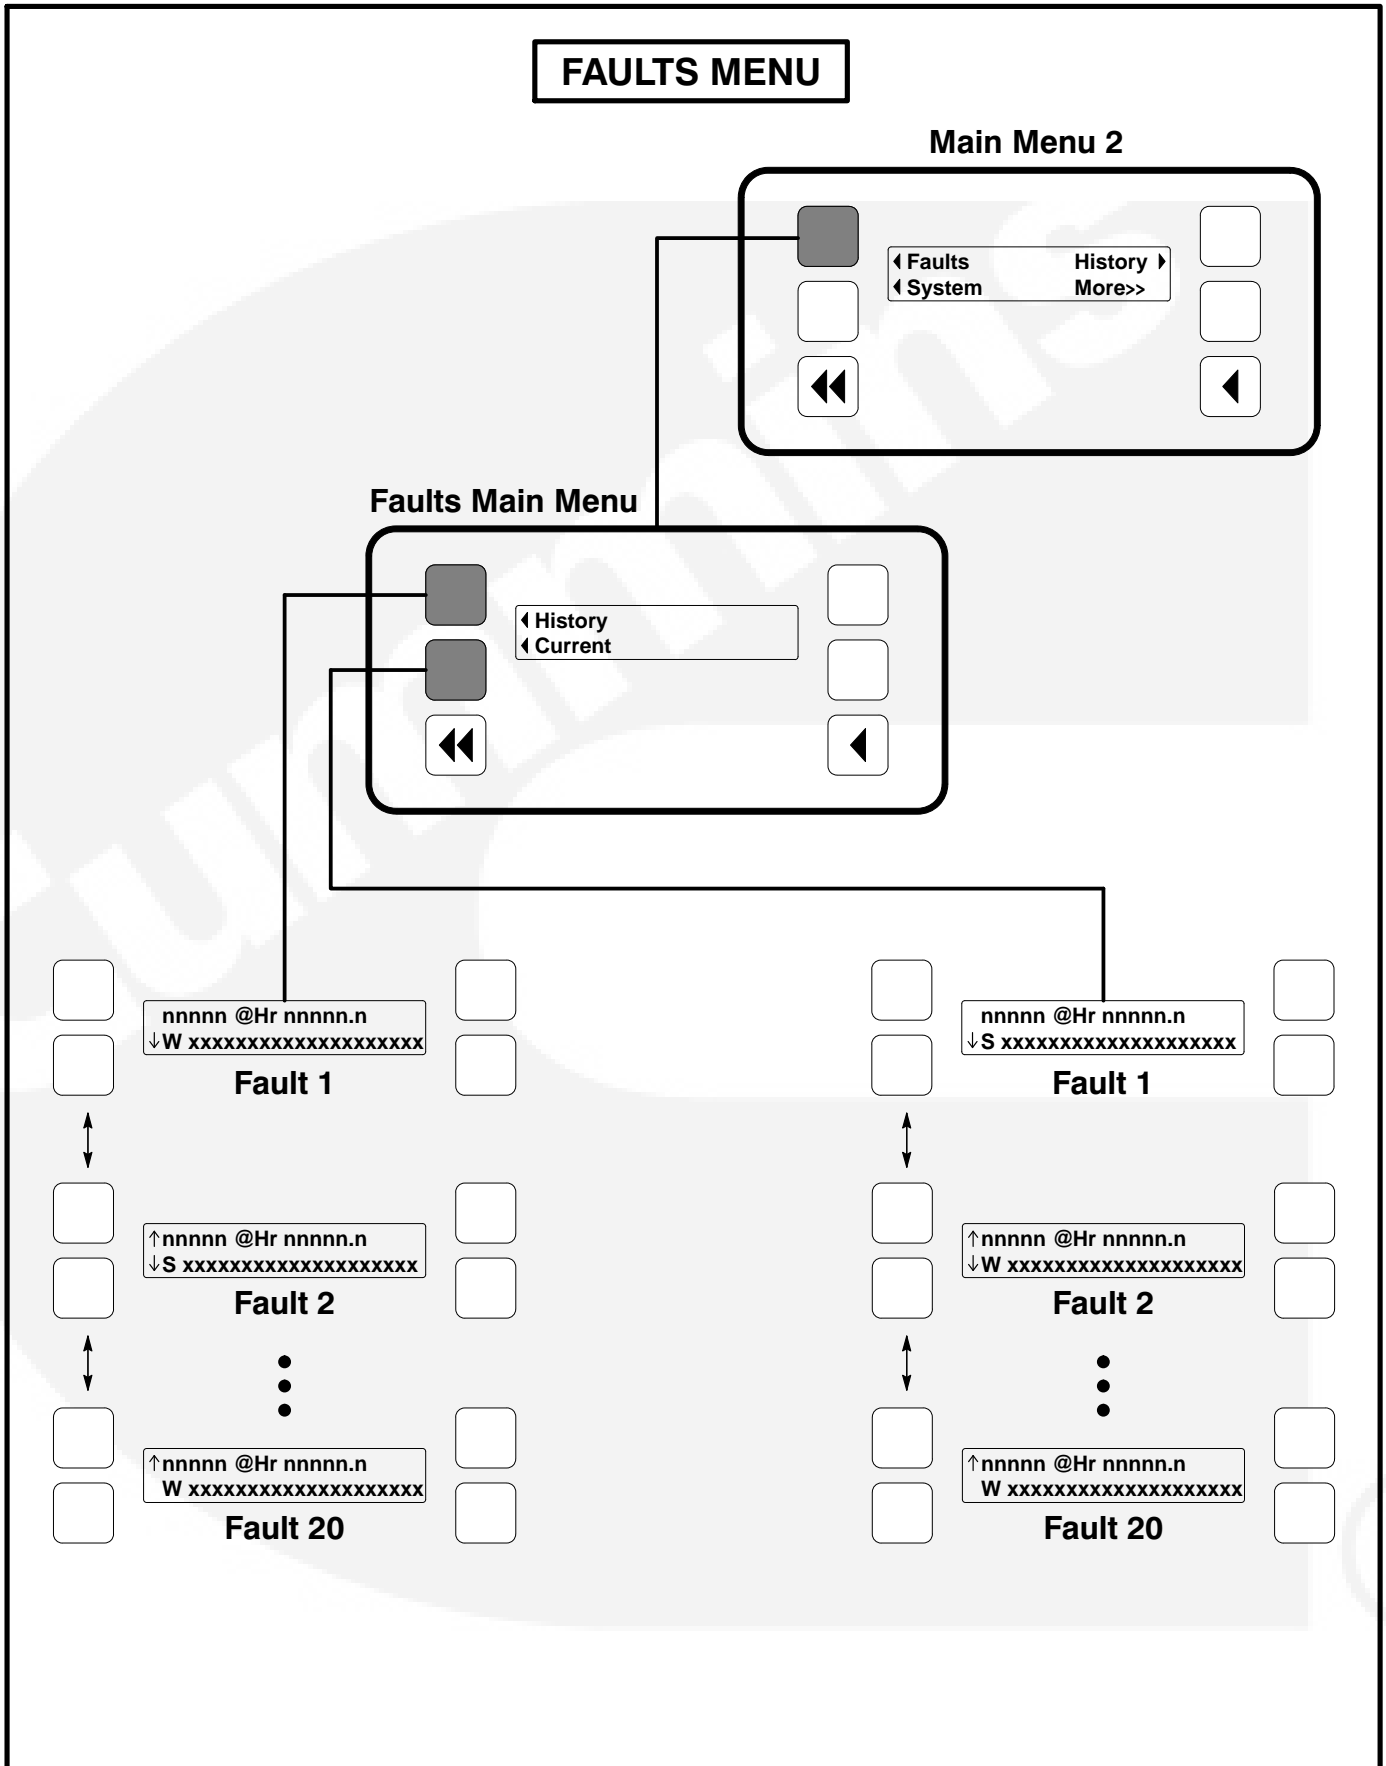 FAULTS MENU
Main Menu 2
Faults History
System More>>
Faults Main Menu
History
Current
nnnnn @Hr nnnnn.n
↓W xxxxxxxxxxxxxxxxxxxx
Fault 1
nnnnn @Hr nnnnn.n
↓S xxxxxxxxxxxxxxxxxxxx
Fault 1
↑nnnnn @Hr nnnnn.n
↓S xxxxxxxxxxxxxxxxxxxx
Fault 2
↑nnnnn @Hr nnnnn.n
↓W xxxxxxxxxxxxxxxxxxxx
Fault 2
↑nnnnn @Hr nnnnn.n
W xxxxxxxxxxxxxxxxxxxx
Fault 20
↑nnnnn @Hr nnnnn.n
W xxxxxxxxxxxxxxxxxxxx
Fault 20
Cummins